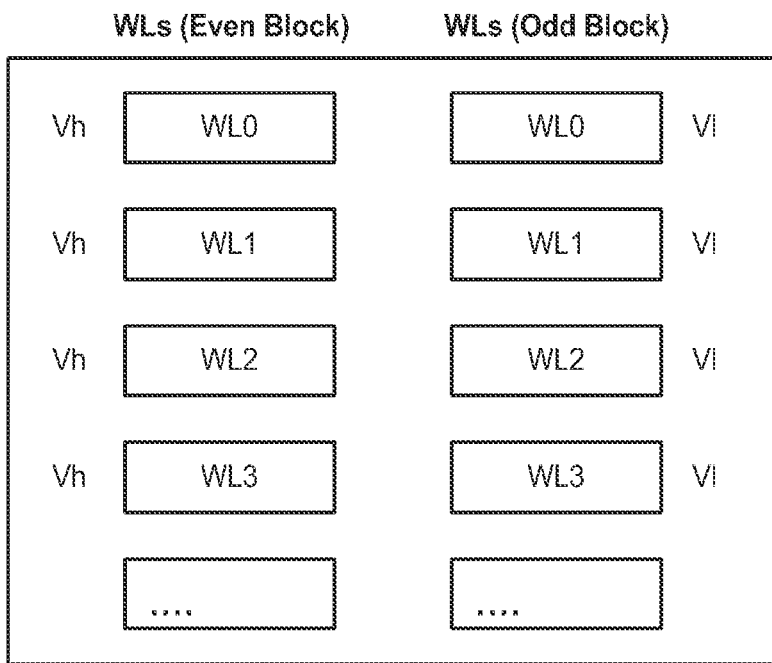 WLs (Even Block) WLs (Odd Block)
Vh WL0 WL0 Vl
Vh WL1 WL1 Vl
Vh WL2 WL2 Vl
Vh WL3 WL3 Vl
.... ....